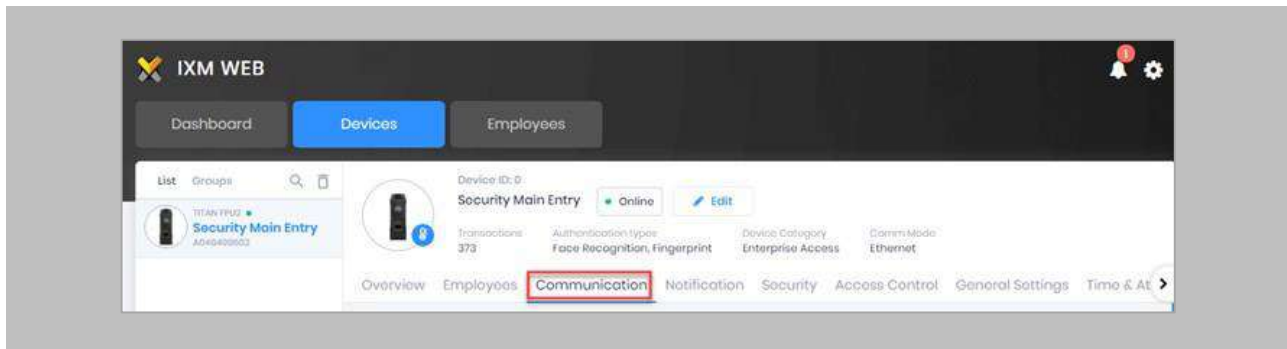 IXM WEB
1
Dashboard Devices Employees
List Groups
TITAN FPU2
Security Main Entry
Device ID: 0
Security Main Entry Online Edit
Transactions Authentication types Device Category Comm Mode
373 Face Recognition, Fingerprint Enterprise Access Ethernet
Overview Employees Communication Notification Security Access Control General Settings Time & At